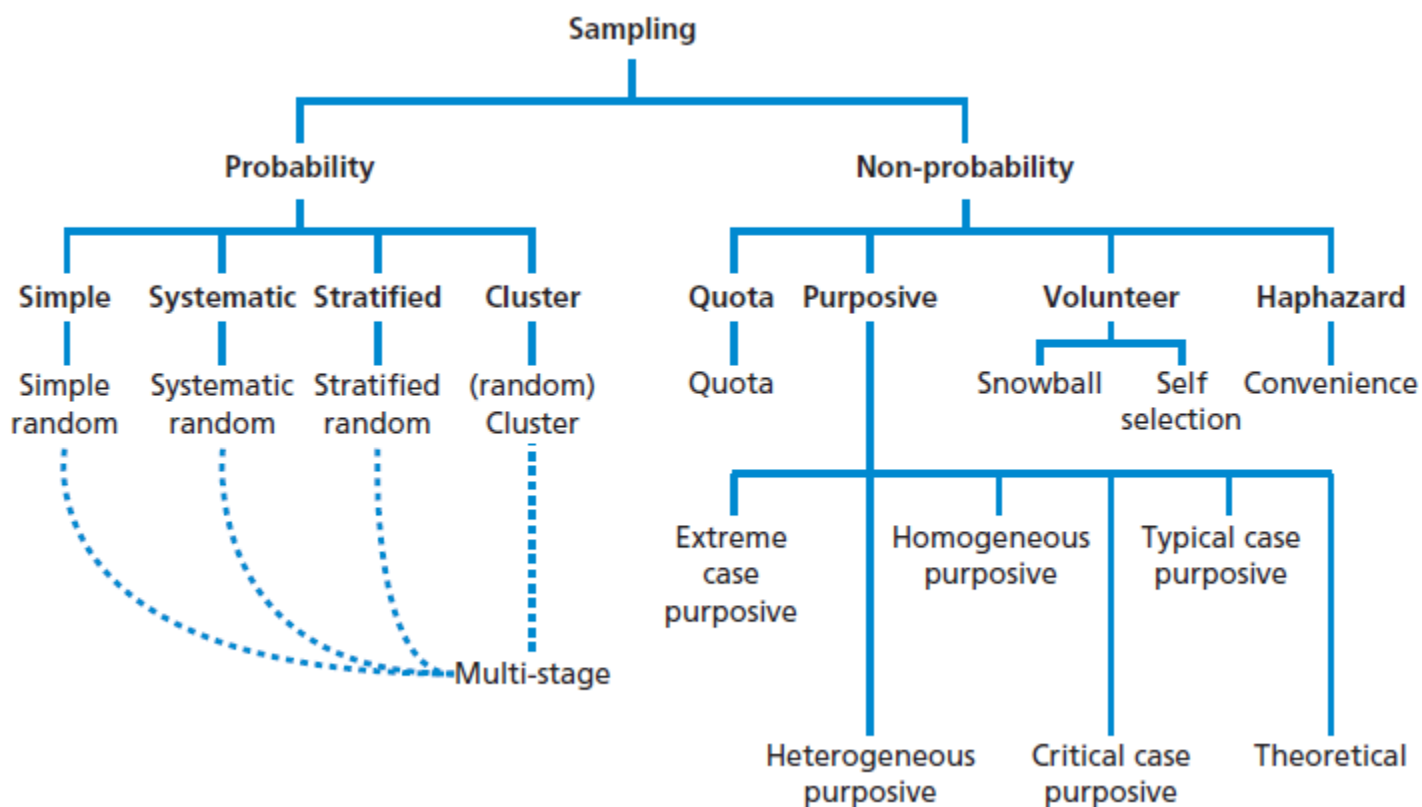 Sampling
Probability
Non-probability
Simple
Systematic
Stratified
Cluster
Quota
Purposive
Volunteer
Haphazard
Simple
random
Systematic
random
Stratified
random
(random)
Cluster
Quota
Snowball
Self
selection
Convenience
Extreme
case
purposive
Homogeneous
purposive
Typical case
purposive
Multi-stage
Heterogeneous
purposive
Critical case
purposive
Theoretical